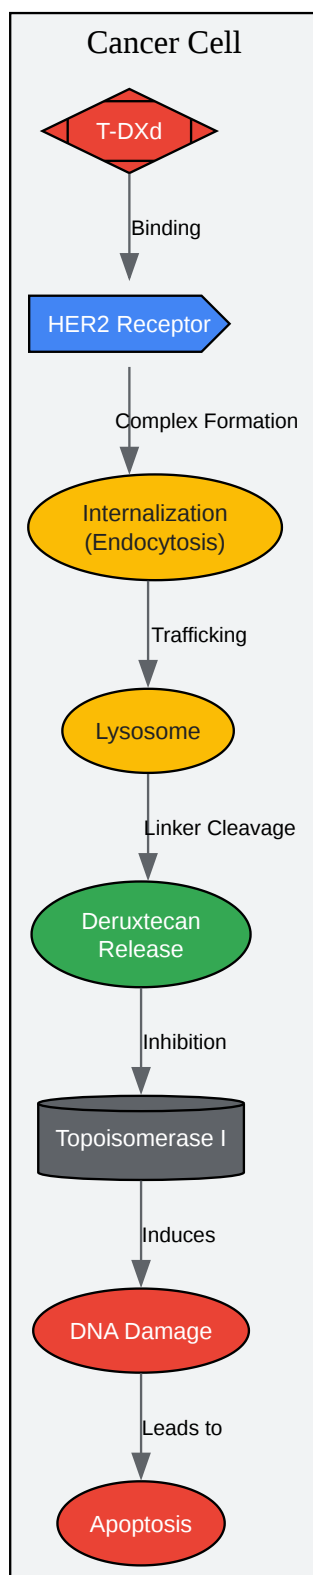 Cancer Cell
T-DXd
Binding
HER2 Receptor
Complex Formation
Internalization
(Endocytosis)
Trafficking
Lysosome
Linker Cleavage
Deruxtecan
Release
Inhibition
Topoisomerase I
Induces
DNA Damage
Leads to
Apoptosis